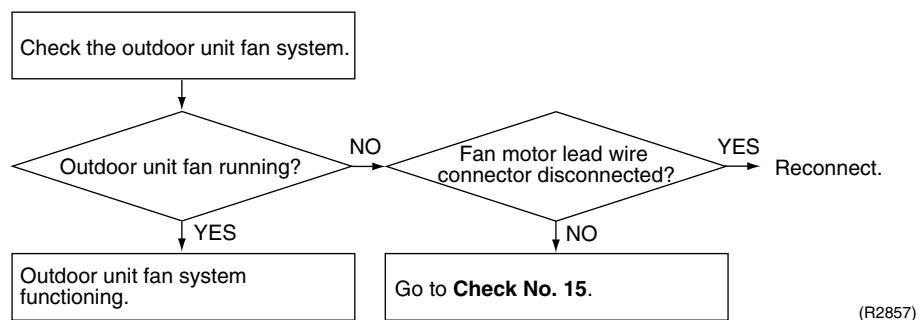 Check the outdoor unit fan system.
Outdoor unit fan running?
NO
Fan motor lead wire
connector disconnected?
YES
Reconnect.
YES
NO
Outdoor unit fan system
functioning.
Go to Check No. 15.
(R2857)